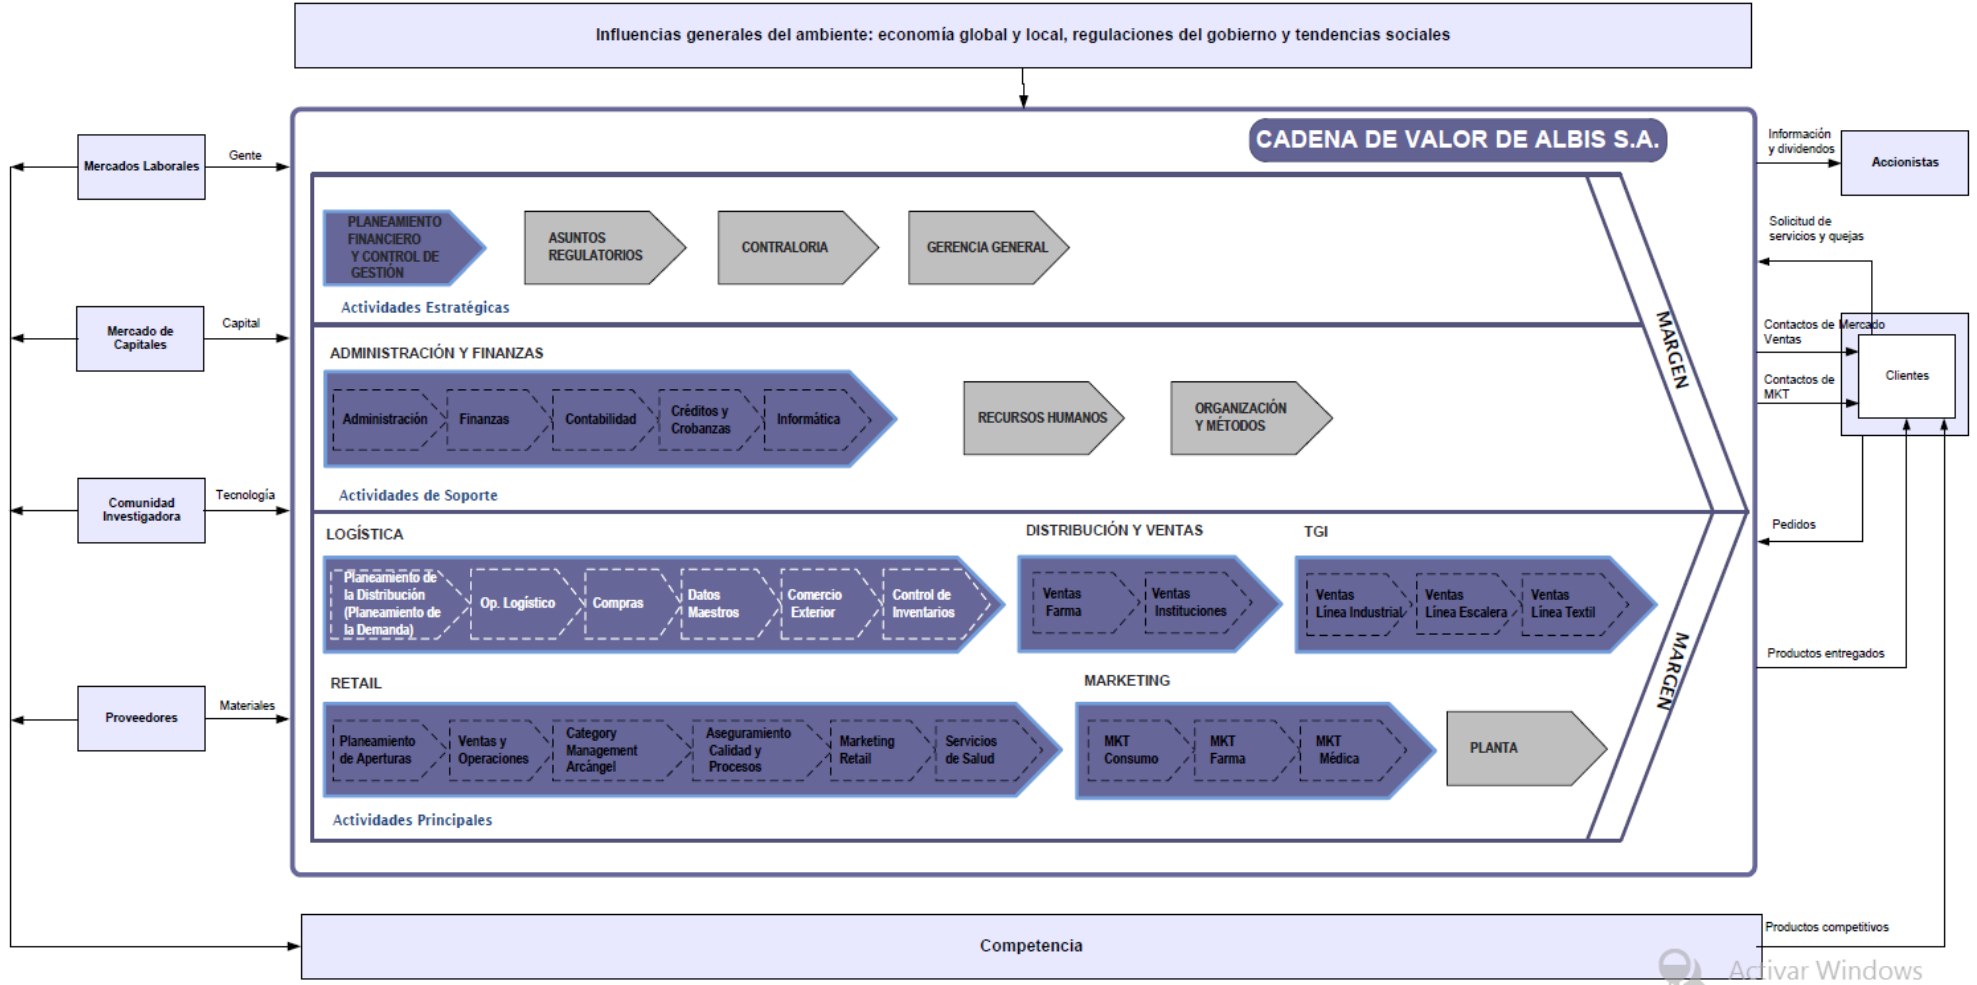 Influencias generales del ambiente: economía global y local, regulaciones del gobierno y tendencias sociales
CADENA DE VALOR DE ALBIS S.A.
Mercados Laborales
Gente
Mercado de
Capitales
Capital
Comunidad
Investigadora
Tecnología
Proveedores
Materiales
PLANEAMIENTO
FINANCIERO
Y CONTROL DE
GESTIÓN
ASUNTOS
REGULATORIOS
CONTRALORIA
GERENCIA GENERAL
Actividades Estratégicas
ADMINISTRACIÓN Y FINANZAS
Administración
Finanzas
Contabilidad
Créditos y
Crobanzas
Informática
RECURSOS HUMANOS
ORGANIZACIÓN
Y MÉTODOS
Actividades de Soporte
LOGÍSTICA
Planeamiento de
la Distribución
(Planeamiento de
la Demanda)
Op. Logístico
Compras
Datos
Maestros
Comercio
Exterior
Control de
Inventarios
DISTRIBUCIÓN Y VENTAS
Ventas
Farma
Ventas
Instituciones
TGI
Ventas
Línea Industrial
Ventas
Línea Escalera
Ventas
Línea Textil
RETAIL
Planeamiento
de Aperturas
Ventas y
Operaciones
Category
Management
Arcángel
Aseguramiento
Calidad y
Procesos
Marketing
Retail
Servicios
de Salud
MARKETING
MKT
Consumo
MKT
Farma
MKT
Médica
PLANTA
Actividades Principales
MARGEN
MARGEN
Información
y dividendos
Accionistas
Solicitud de
servicios y quejas
Contactos de Mercado
Ventas
Contactos de
MKT
Clientes
Pedidos
Productos entregados
Productos competitivos
Competencia
Activar Windows